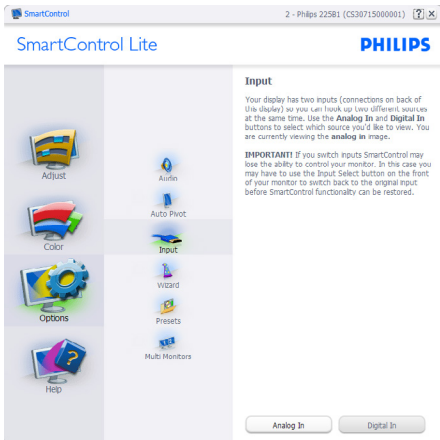 SmartControl
2 - Philips 225B1 (CS30715000001)
SmartControl Lite
PHILIPS
Adjust
Color
Options
Help
Audio
Auto Pivot
Input
Wizard
Presets
Multi Monitors
Input
Your display has two inputs (connections on back of
this display) so you can hook up two different sources
at the same time. Use the Analog In and Digital In
buttons to select which source you'd like to view. You
are currently viewing the analog in image.
IMPORTANT! If you switch inputs SmartControl may
lose the ability to control your monitor. In this case you
may have to use the Input Select button on the front
of your monitor to switch back to the original input
before SmartControl functionality can be restored.
Analog In
Digital In